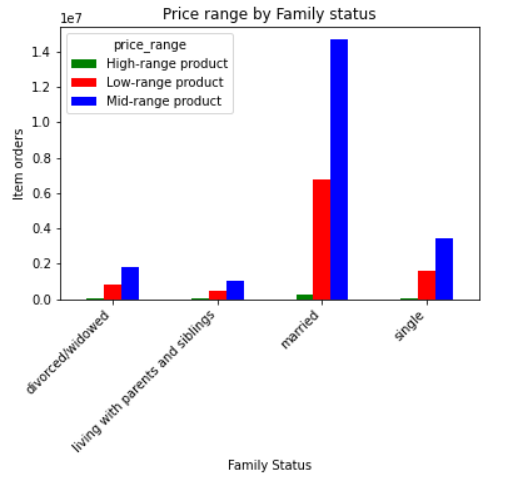 Price range by Family status
1e7
price_range
High-range product
Low-range product
Mid-range product
1.4
1.2
1.0
0.8
0.6
0.4
0.2
0.0
Item orders
divorced/widowed
living with parents and siblings
married
single
Family Status